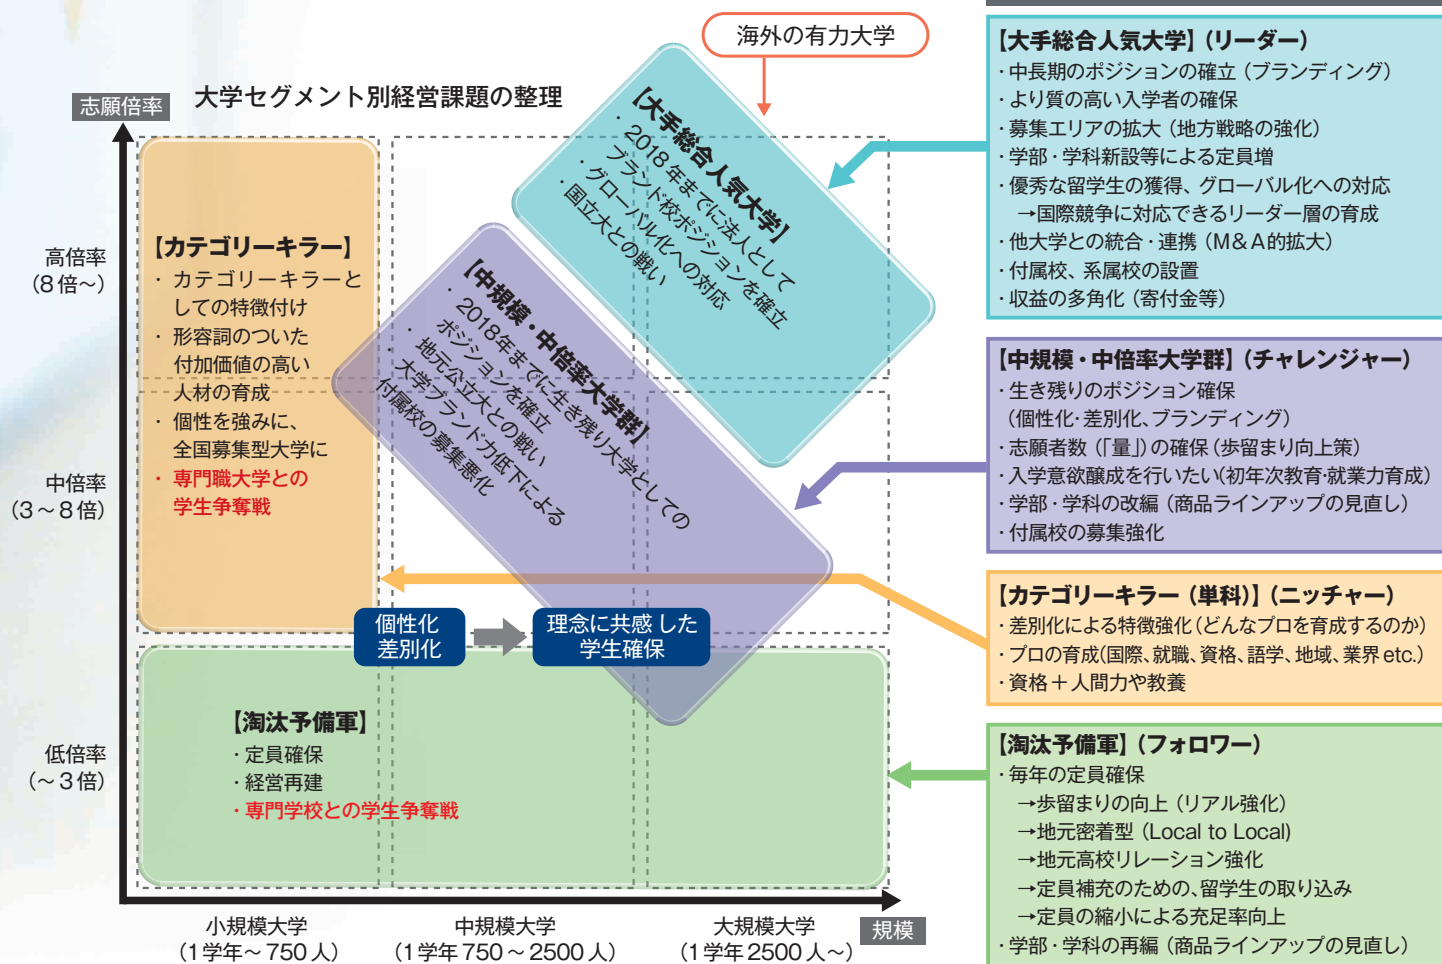 海外の有力大学
大学セグメント別経営課題の整理
志願倍率
高倍率
（8倍～）
中倍率
（3～8倍）
低倍率
（～3倍）
【カテゴリーキラー】
・カテゴリーキラーと
しての特徴付け
・形容詞のついた
付加価値の高い
人材の育成
・個性を強みに、
全国募集型大学に
・専門職大学との
学生争奪戦
【大手総合人気大学】
・2018年までに法人として
ブランド校ポジションを確立
・グローバル化への対応
・国立大との戦い
【中規模・中倍率大学群】
・2018年までに生き残り大学としての
ポジションを確立
・地元公立大との戦い
・大学ブランド力低下による
付属校の募集悪化
個性化
差別化
理念に共感した
学生確保
【淘汰予備軍】
・定員確保
・経営再建
・専門学校との学生争奪戦
小規模大学
（1学年～750人）
中規模大学
（1学年750～2500人）
大規模大学
（1学年2500人～）
規模
【大手総合人気大学】（リーダー）
・中長期のポジションの確立（ブランディング）
・より質の高い入学者の確保
・募集エリアの拡大（地方戦略の強化）
・学部・学科新設等による定員増
・優秀な留学生の獲得、グローバル化への対応
→国際競争に対応できるリーダー層の育成
・他大学との統合・連携（M&A的拡大）
・付属校、系属校の設置
・収益の多角化（寄付金等）
【中規模・中倍率大学群】（チャレンジャー）
・生き残りのポジション確保
（個性化・差別化、ブランディング）
・志願者数（「量」）の確保（歩留まり向上策）
・入学意欲醸成を行いたい（初年次教育・就業力育成）
・学部・学科の改編（商品ラインアップの見直し）
・付属校の募集強化
【カテゴリーキラー（単科）】（ニッチャー）
・差別化による特徴強化（どんなプロを育成するのか）
・プロの育成（国際、就職、資格、語学、地域、業界 etc.）
・資格＋人間力や教養
【淘汰予備軍】（フォロワー）
・毎年の定員確保
→歩留まりの向上（リアル強化）
→地元密着型（Local to Local）
→地元高校リレーション強化
→定員補充のための、留学生の取り込み
→定員の縮小による充足率向上
・学部・学科の再編（商品ラインアップの見直し）